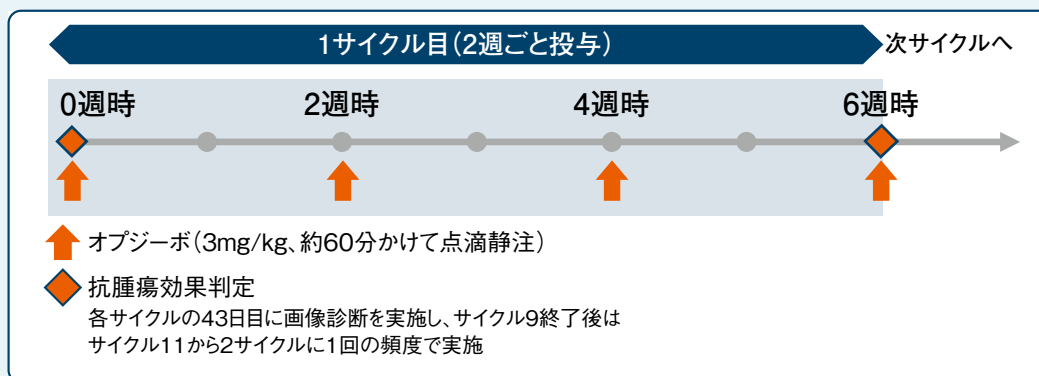 1サイクル目(2週ごと投与)
次サイクルへ
0週時
2週時
4週時
6週時
オプジーボ(3mg/kg、約60分かけて点滴静注)
抗腫瘍効果判定
各サイクルの43日目に画像診断を実施し、サイクル9終了後は
サイクル11から2サイクルに1回の頻度で実施